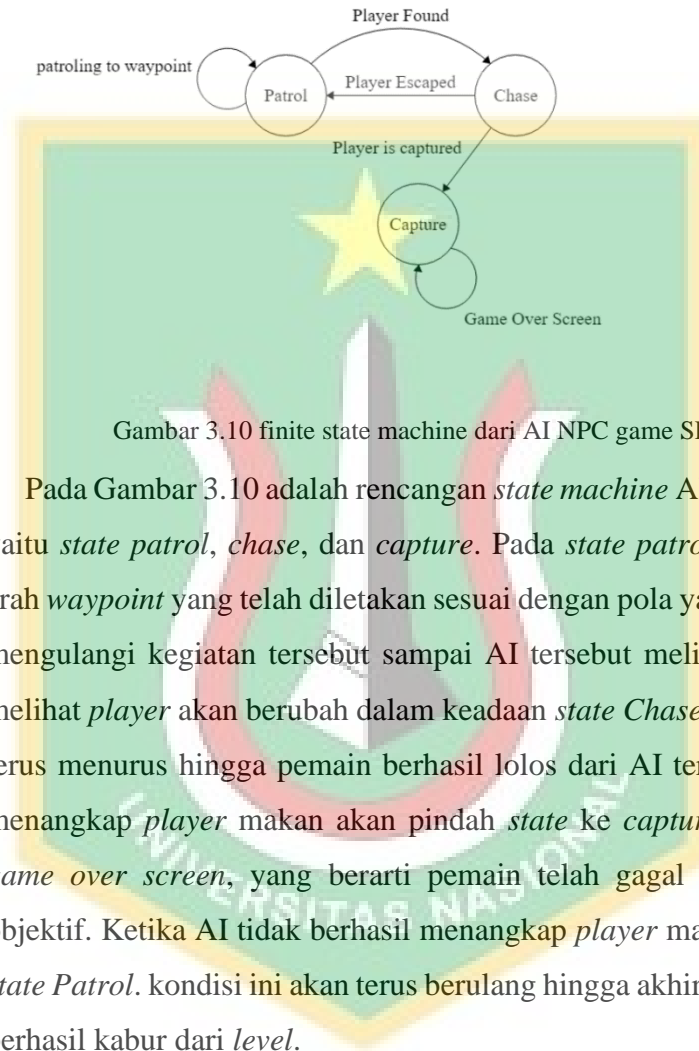 Player Found
patroling to waypoint
Patrol
Player Escaped
Chase
Player is captured
Capture
Game Over Screen
Gambar 3.10 finite state machine dari AI NPC game
Pada Gambar 3.10 adalah rencangan state machine
yaitu state patrol, chase, dan capture. Pada state
arah waypoint yang telah diletakan sesuai dengan pola
mengulangi kegiatan tersebut sampai AI tersebut
melihat player akan berubah dalam keadaan state Chase
terus menurus hingga pemain berhasil lolos dari AI
menangkap player makan akan pindah state ke
game over screen, yang berarti pemain telah gagal
objektif. Ketika AI tidak berhasil menangkap player
state Patrol. kondisi ini akan terus berulang hingga
berhasil kabur dari level.
UNIVERSITAS NASIONAL